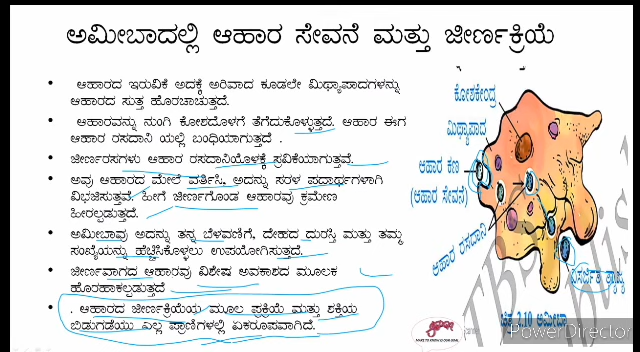 ಅಮೀಬಾದಲ್ಲಿ ಆಹಾರ ಸೇವನೆ ಮತ್ತು ಜೀರ್ಣಕ್ರಿಯೆ
• ಆಹಾರದ ಇರುವಿಕೆ ಅದಕ್ಕೆ ಅರಿವಾದ ಕೂಡಲೇ ಮಿಥ್ಯಾಪಾದಗಳನ್ನು
ಆಹಾರದ ಸುತ್ತ ಹೊರಚಾಚುತ್ತದೆ.
• ಆಹಾರವನ್ನು ನುಂಗಿ ಕೋಶದೊಳಗೆ ತೆಗೆದುಕೊಳ್ಳುತ್ತದೆ. ಆಹಾರ ಈಗ
ಆಹಾರ ರಸದಾನಿ ಯಲ್ಲಿ ಬಂಧಿಯಾಗುತ್ತದೆ .
• ಜೀರ್ಣರಸಗಳು ಆಹಾರ ರಸದಾನಿಯೊಳಕ್ಕೆ ಸ್ರವಿಕೆಯಾಗುತ್ತವೆ.
• ಅವು ಆಹಾರದ ಮೇಲೆ ವರ್ತಿಸಿ, ಅದನ್ನು ಸರಳ ಪದಾರ್ಥಗಳಾಗಿ
ವಿಭಜಿಸುತ್ತವೆ. ಹೀಗೆ ಜೀರ್ಣಗೊಂಡ ಆಹಾರವು ಕ್ರಮೇಣ
ಹೀರಲ್ಪಡುತ್ತದೆ.
• ಅಮೀಬಾವು ಅದನ್ನು ತನ್ನ ಬೆಳವಣಿಗೆ, ದೇಹದ ದುರಸ್ತಿ ಮತ್ತು ತಮ್ಮ
ಸಂಖ್ಯೆಯನ್ನು ಹೆಚ್ಚಿಸಿಕೊಳ್ಳಲು ಉಪಯೋಗಿಸುತ್ತದೆ.
• ಜೀರ್ಣವಾಗದ ಆಹಾರವು ವಿಶೇಷ ಅವಕಾಶದ ಮೂಲಕ
ಹೊರಹಾಕಲ್ಪಡುತ್ತದೆ
• . ಆಹಾರದ ಜೀರ್ಣಕ್ರಿಯೆಯ ಮೂಲ ಪ್ರಕ್ರಿಯೆ ಮತ್ತು ಶಕ್ತಿಯ
ಬಿಡುಗಡೆಯು ಎಲ್ಲ ಪ್ರಾಣಿಗಳಲ್ಲಿ ಏಕರೂಪವಾಗಿದೆ.
ಕೋಶಕೇಂದ್ರ
ಮಿಥ್ಯಾಪಾದ
ಆಹಾರ ಕಣ
(ಆಹಾರ ಸೇವನೆ)
ಆಹಾರ ರಸದಾನಿ
ವಿಸರ್ಜಿತ ತ್ಯಾಜ್ಯ
ಚಿತ್ರ 2.10 ಅಮೀಬಾ
PowerDirector